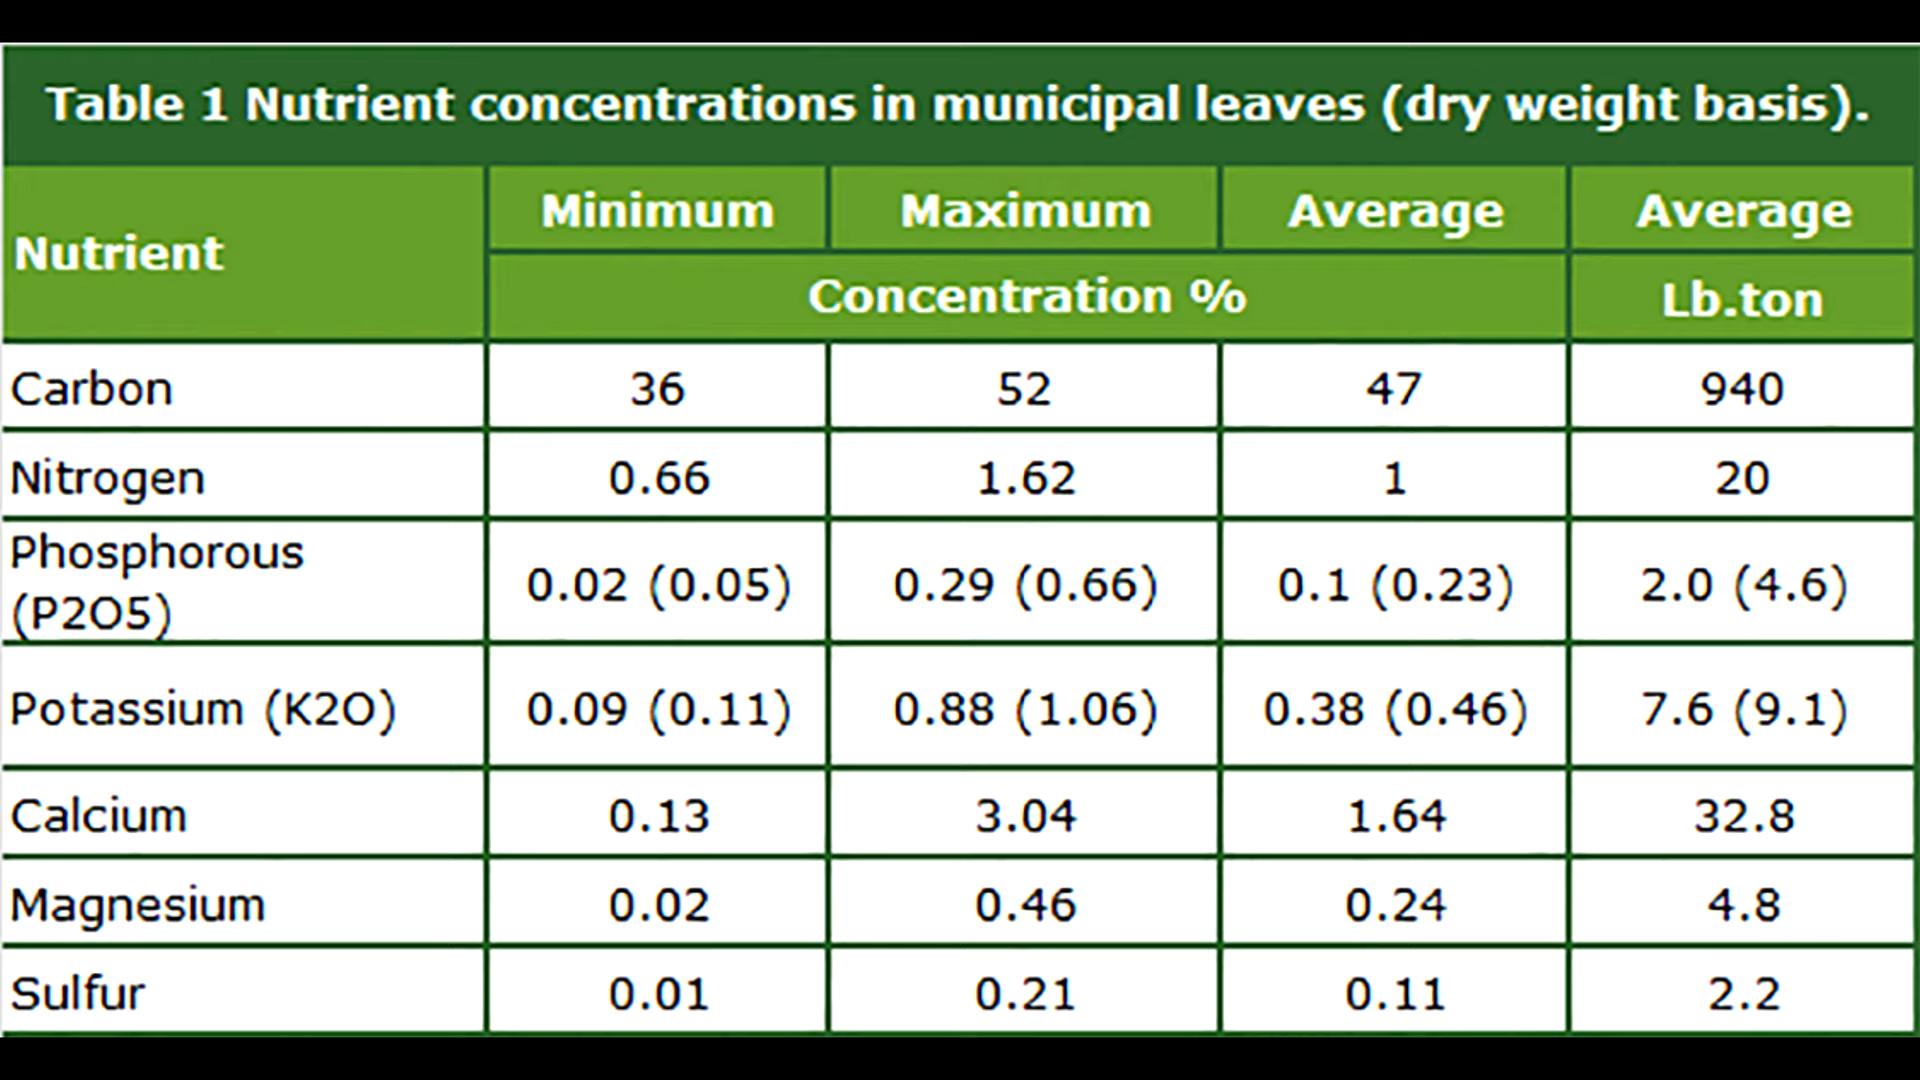 Table 1 Nutrient concentrations in municipal leaves (dry weight basis).
Nutrient Minimum Maximum Average Average
Concentration % Lb.ton
Carbon 36 52 47 940
Nitrogen 0.66 1.62 1 20
Phosphorous
(P2O5) 0.02 (0.05) 0.29 (0.66) 0.1 (0.23) 2.0 (4.6)
Potassium (K2O) 0.09 (0.11) 0.88 (1.06) 0.38 (0.46) 7.6 (9.1)
Calcium 0.13 3.04 1.64 32.8
Magnesium 0.02 0.46 0.24 4.8
Sulfur 0.01 0.21 0.11 2.2